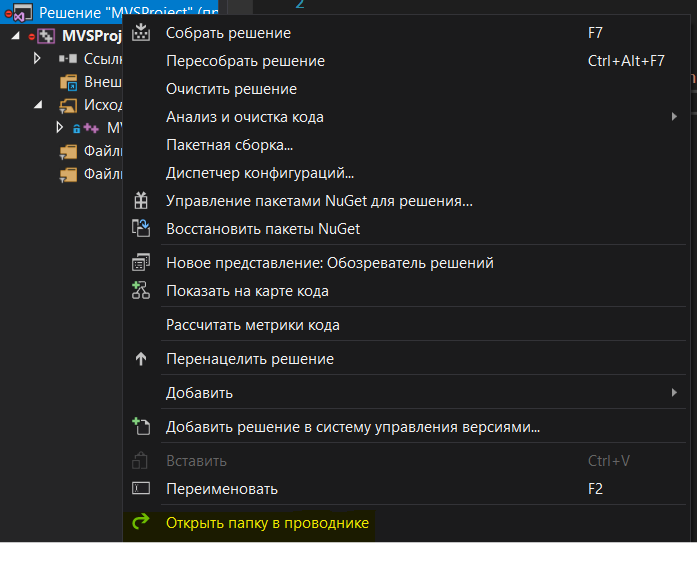 2
Решение "MVSProject" (пр
MVSProj
Ссыл
Внеш
Исход
MV
Файл
Файл
Собрать решение F7
Пересобрать решение Ctrl+Alt+F7
Очистить решение
Анализ и очистка кода
Пакетная сборка...
Диспетчер конфигураций...
Управление пакетами NuGet для решения...
Восстановить пакеты NuGet
Новое представление: Обозреватель решений
Показать на карте кода
Рассчитать метрики кода
Перенацелить решение
Добавить
Добавить решение в систему управления версиями...
Вставить Ctrl+V
Переименовать F2
Открыть папку в проводнике